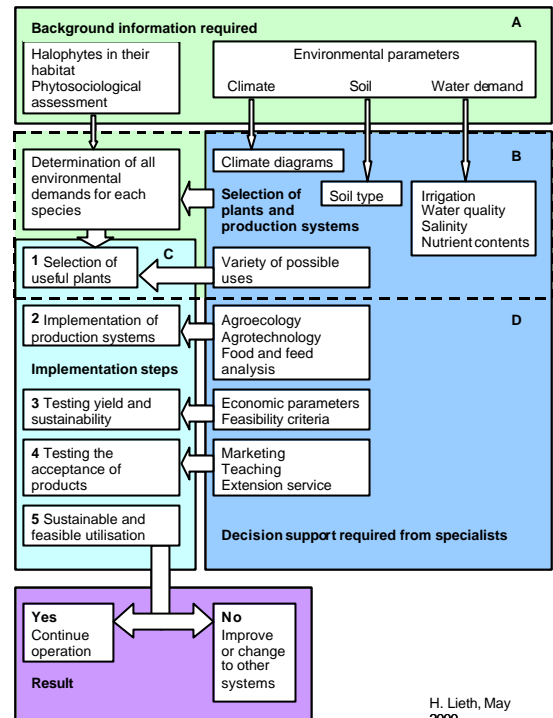 Background information required
A
Halophytes in their
habitat
Phytosociological
assessment
Environmental parameters
Climate Soil Water demand
B
Determination of all
environmental
demands for each
species
Climate diagrams
Selection of
plants and
production systems
Soil type
Irrigation
Water quality
Salinity
Nutrient contents
C
1 Selection of
useful plants
Variety of possible
uses
D
2 Implementation of
production systems
Agroecology
Agrotechnology
Food and feed
analysis
Implementation steps
3 Testing yield and
sustainability
Economic parameters
Feasibility criteria
4 Testing the
acceptance of
products
Marketing
Teaching
Extension service
5 Sustainable and
feasible utilisation
Decision support required from specialists
Yes
Continue
operation
No
Improve
or change
to other
systems
Result
H. Lieth, May